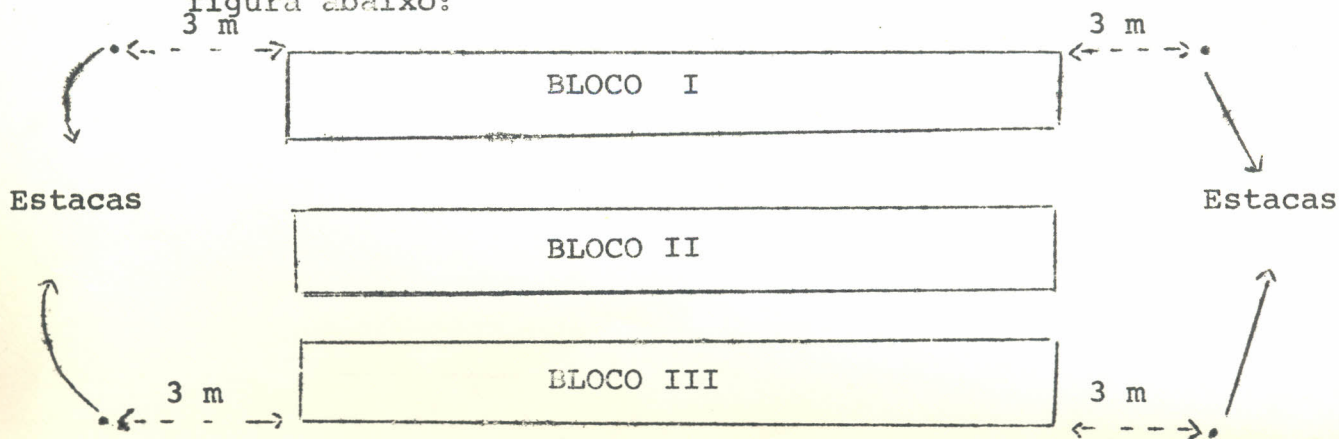 figura abaixo:
3 m 3 m
BLOCO I
Estacas Estacas
BLOCO II
BLOCO III
3 m 3 m